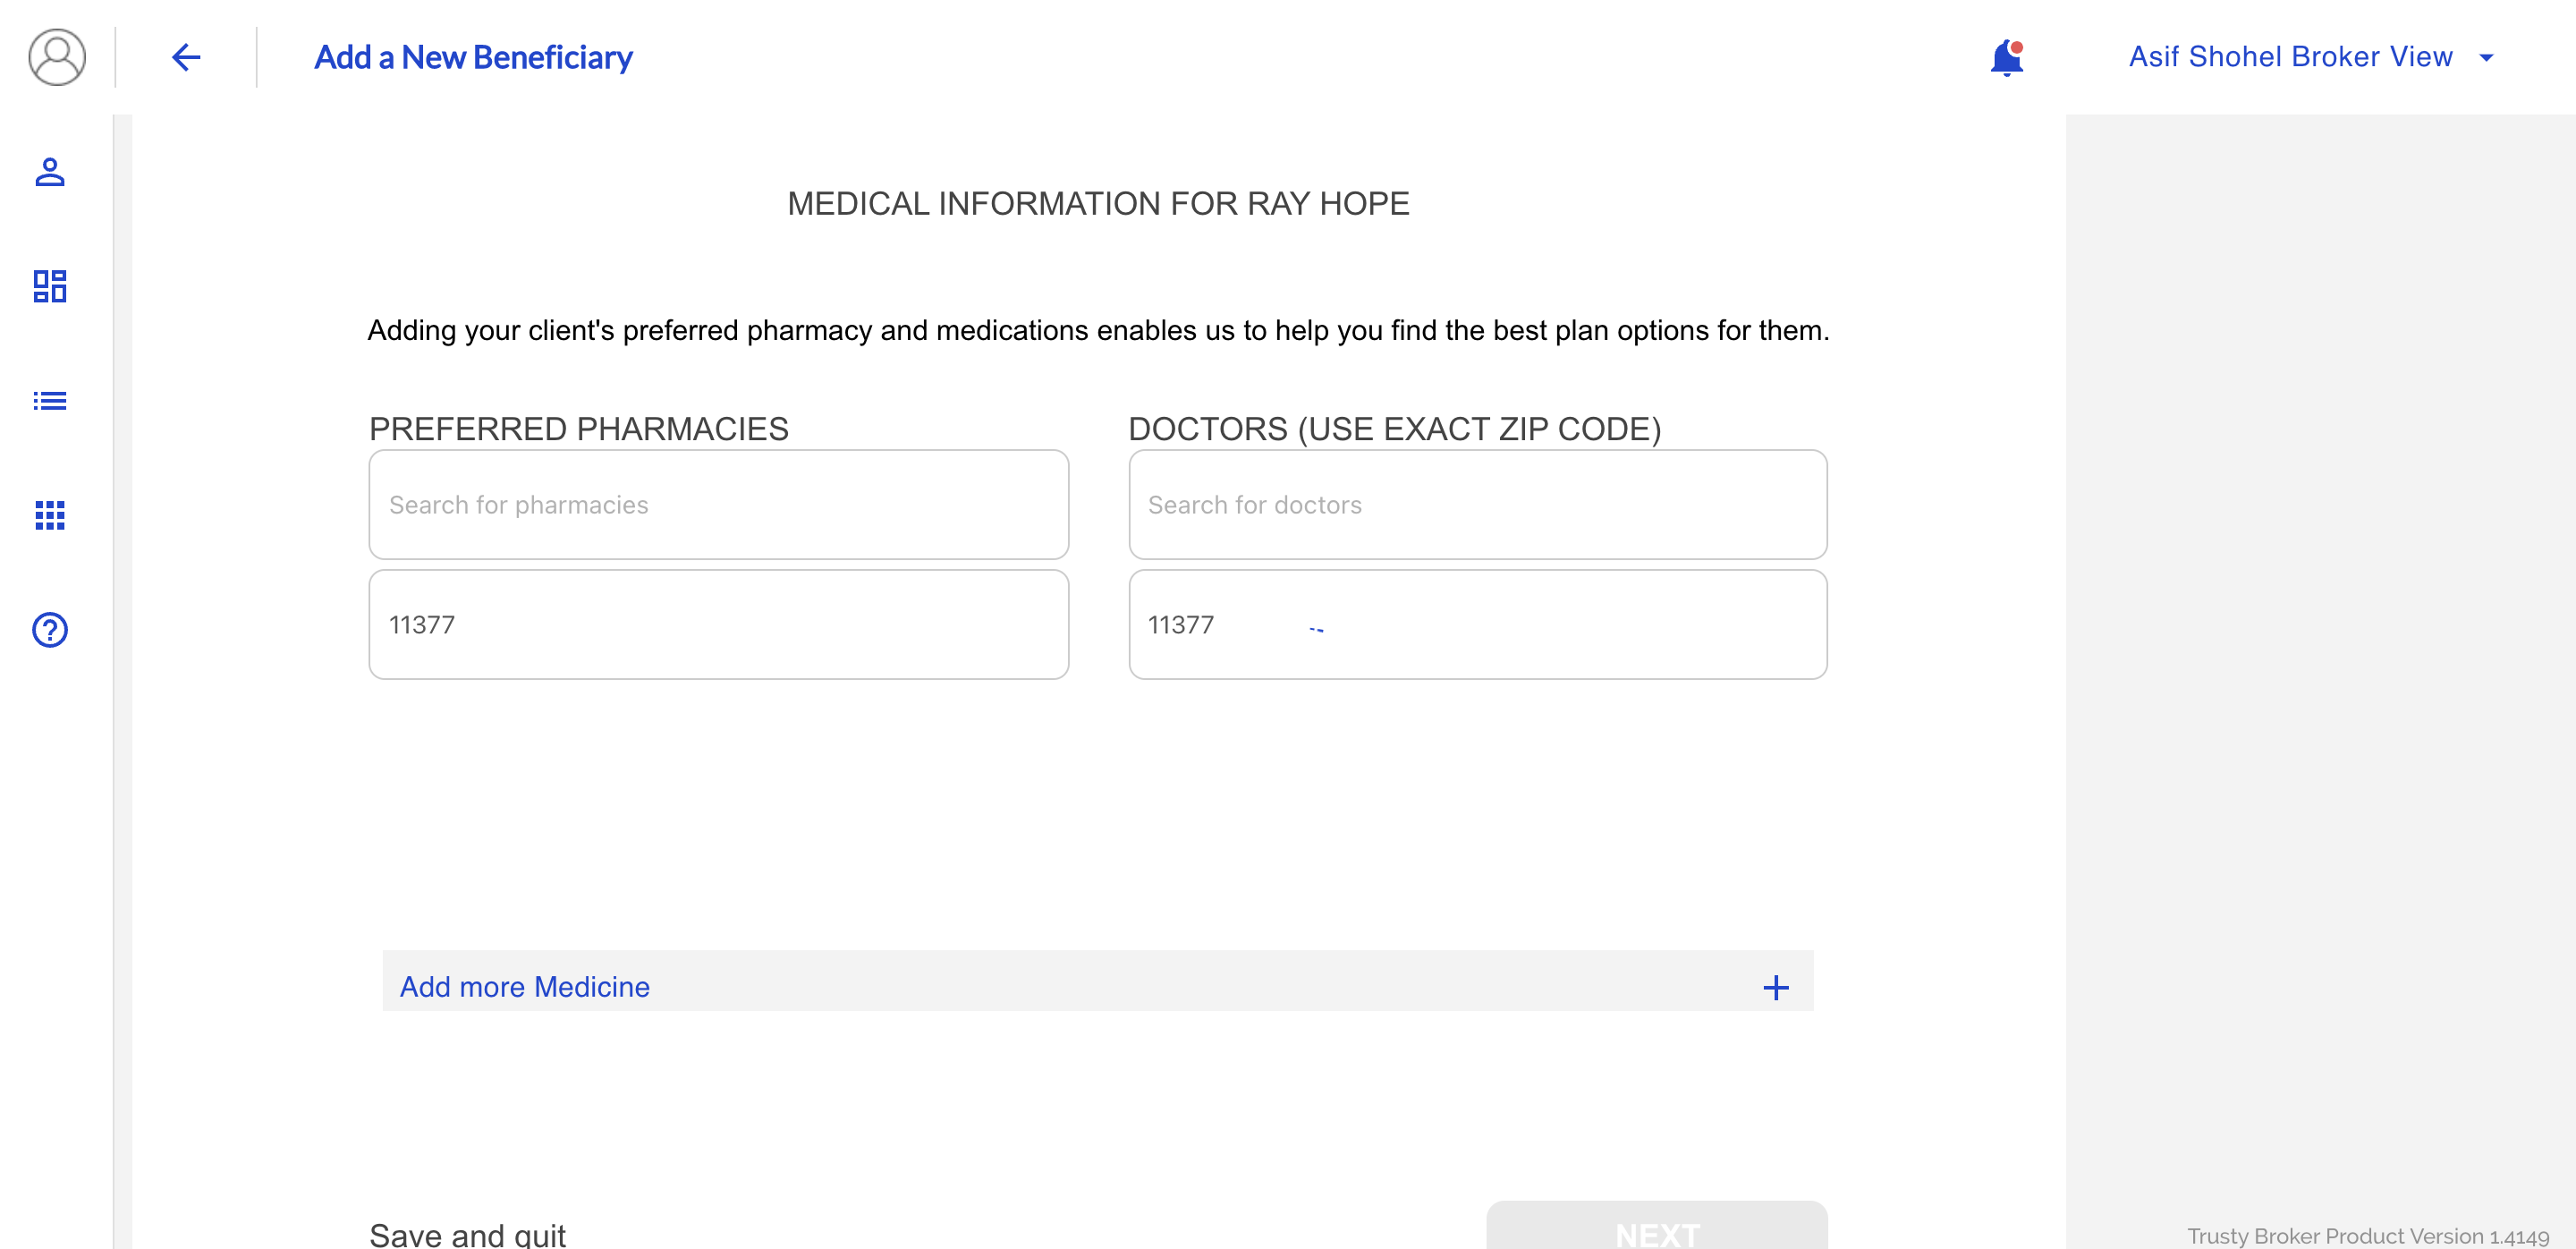 Add a New Beneficiary
Asif Shohel Broker View
MEDICAL INFORMATION FOR RAY HOPE
Adding your client's preferred pharmacy and medications enables us to help you find the best plan options for them.
PREFERRED PHARMACIES
Search for pharmacies
11377
DOCTORS (USE EXACT ZIP CODE)
Search for doctors
11377
Add more Medicine
Save and quit
NEXT
Trusty Broker Product Version 1.4149